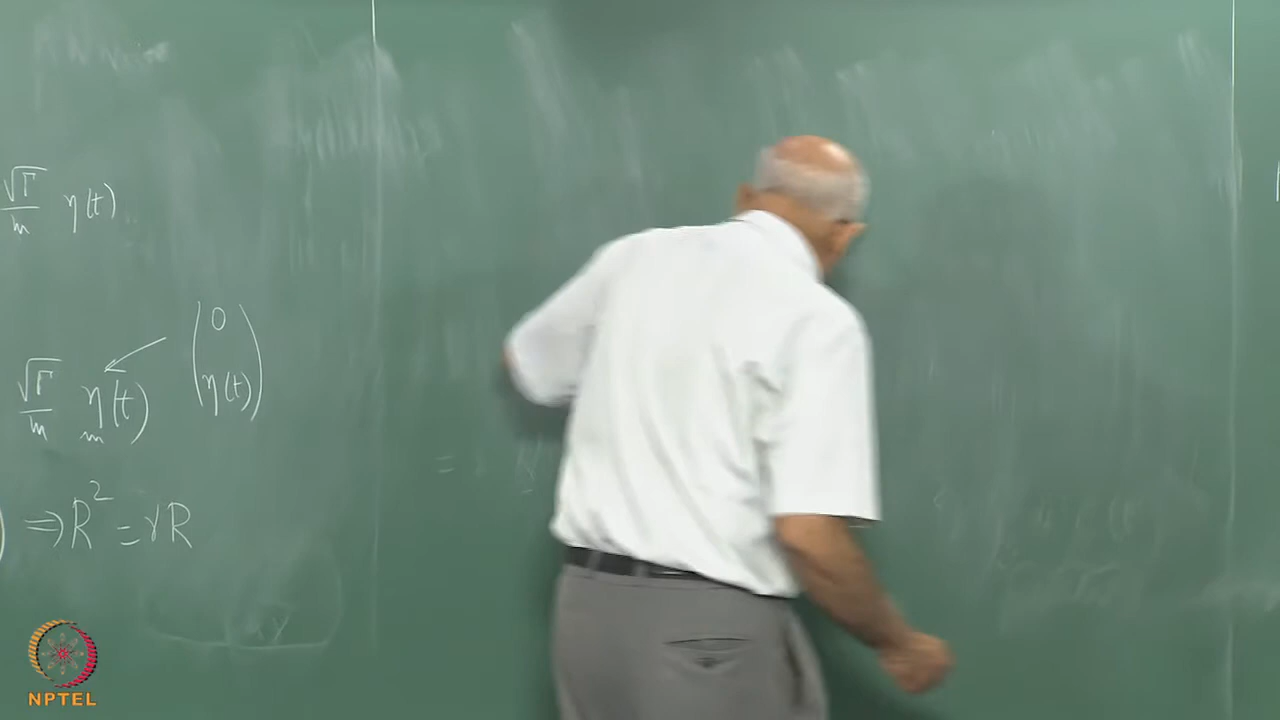 √Γ/m η(t)
√Γ/m η(t) (0 η(t))
⇒ R² = γR
=
NPTEL